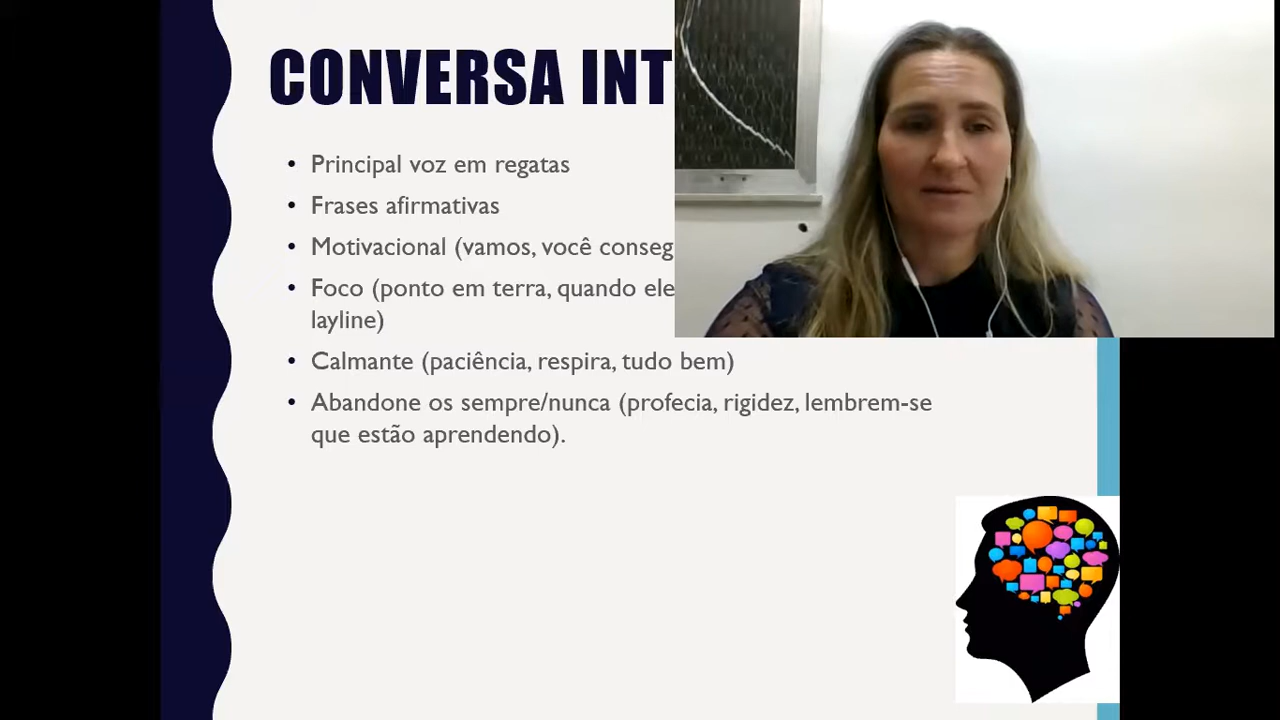 CONVERSA INT
• Principal voz em regatas
• Frases afirmativas
• Motivacional (vamos, você conseg
• Foco (ponto em terra, quando ele
layline)
• Calmante (paciência, respira, tudo bem)
• Abandone os sempre/nunca (profecia, rigidez, lembrem-se
que estão aprendendo).